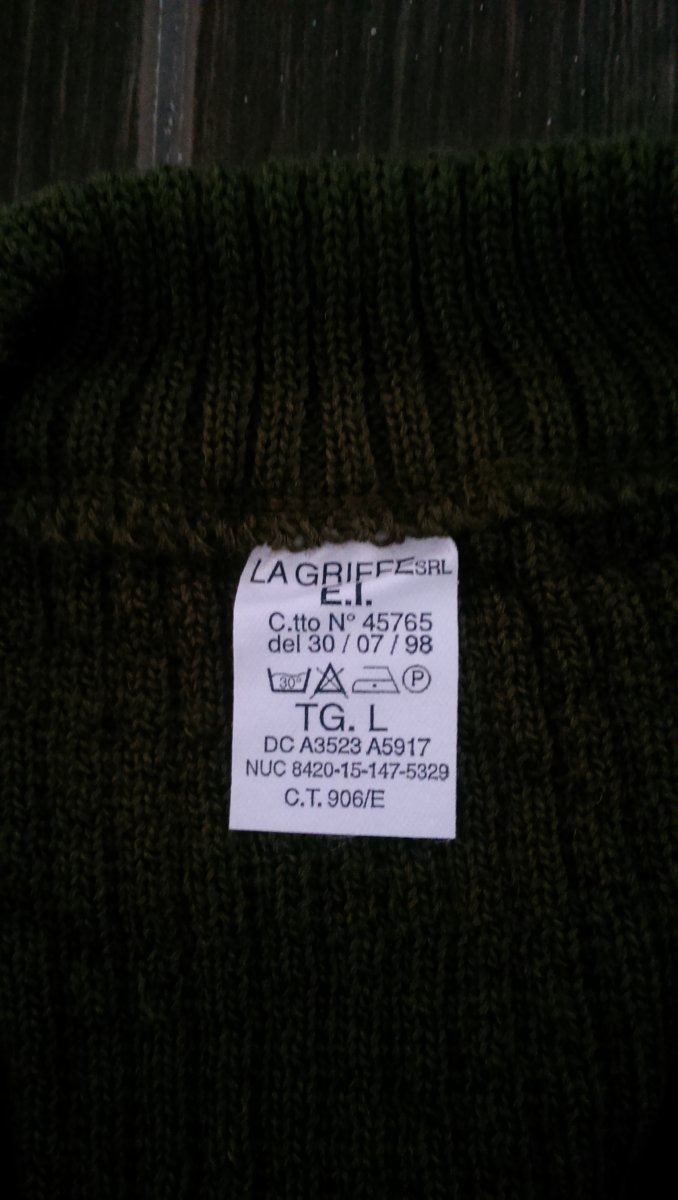 LA GRIFFE SRL
E.I.
C.tto N° 45765
del 30 / 07 / 98
30° P
TG. L
DC A3523 A5917
NUC 8420-15-147-5329
C.T. 906/E